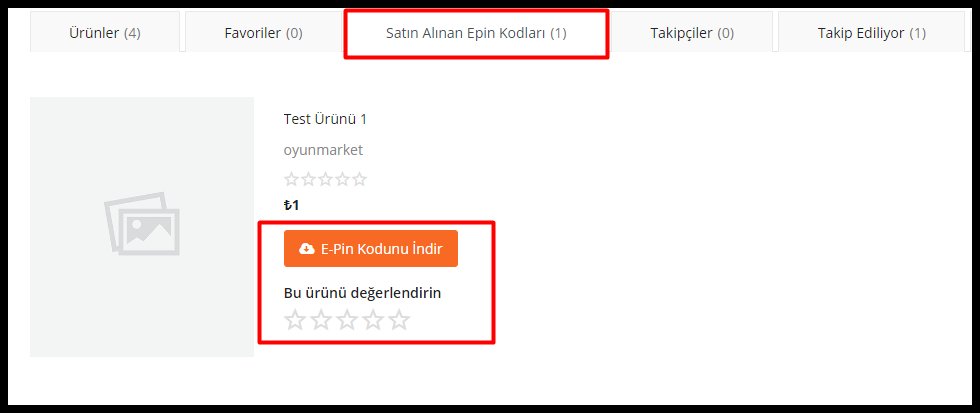 Ürünler (4)
Favoriler (0)
Satın Alınan Epin Kodları (1)
Takipçiler (0)
Takip Ediliyor (1)
Test Ürünü 1
oyunmarket
₺1
E-Pin Kodunu İndir
Bu ürünü değerlendirin